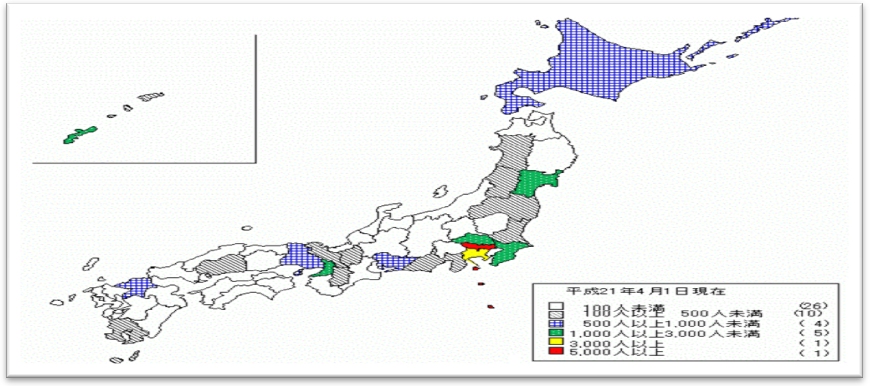 平成21年4月1日現在
100人未満 (26)
100人以上 500人未満 (10)
500人以上1,000人未満 ( 4)
1,000人以上3,000人未満 ( 5)
3,000人以上 ( 1)
5,000人以上 ( 1)